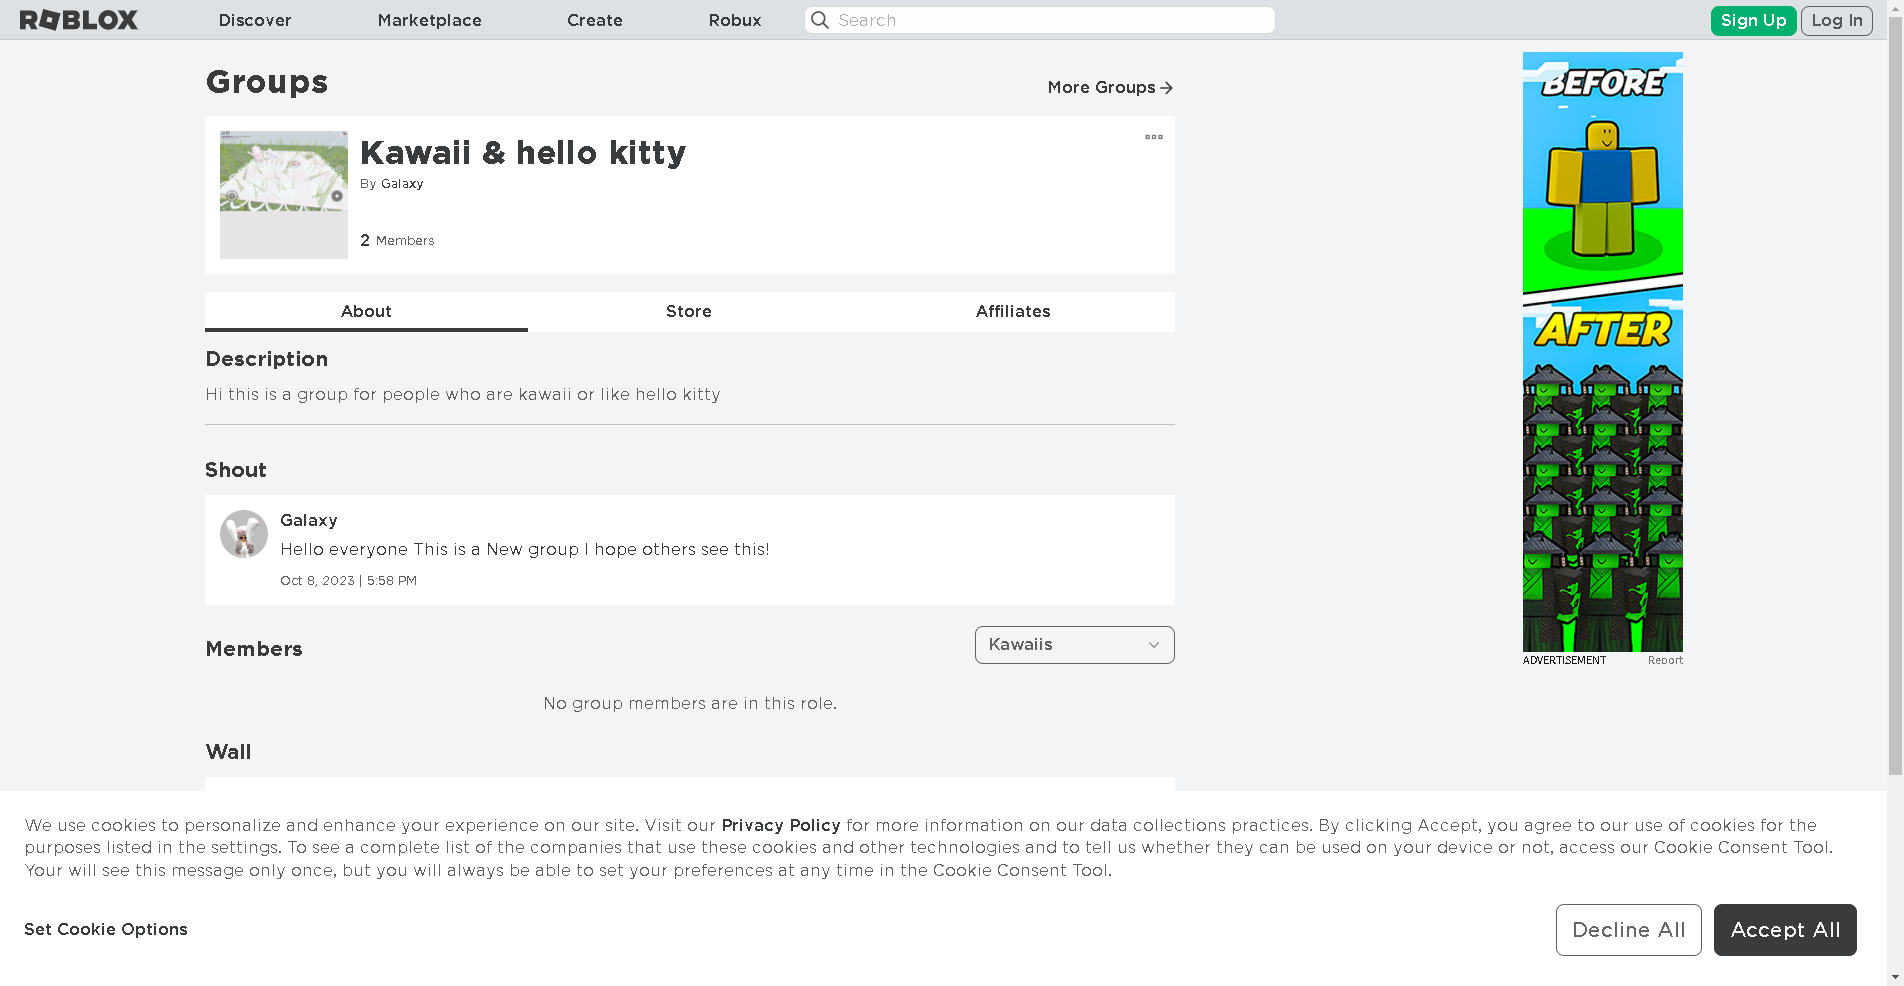 ROBLOX
Discover
Marketplace
Create
Robux
Search
Sign Up
Log In
Groups
More Groups
Kawaii & hello kitty
By Galaxy
2 Members
About
Store
Affiliates
Description
Hi this is a group for people who are kawaii or like hello kitty
Shout
Galaxy
Hello everyone This is a New group I hope others see this!
Oct 8, 2023 | 5:58 PM
Members
Kawaiis
No group members are in this role.
Wall
BEFORE
AFTER
ADVERTISEMENT
Report
We use cookies to personalize and enhance your experience on our site. Visit our Privacy Policy for more information on our data collections practices. By clicking Accept, you agree to our use of cookies for the
purposes listed in the settings. To see a complete list of the companies that use these cookies and other technologies and to tell us whether they can be used on your device or not, access our Cookie Consent Tool.
Your will see this message only once, but you will always be able to set your preferences at any time in the Cookie Consent Tool.
Set Cookie Options
Decline All
Accept All